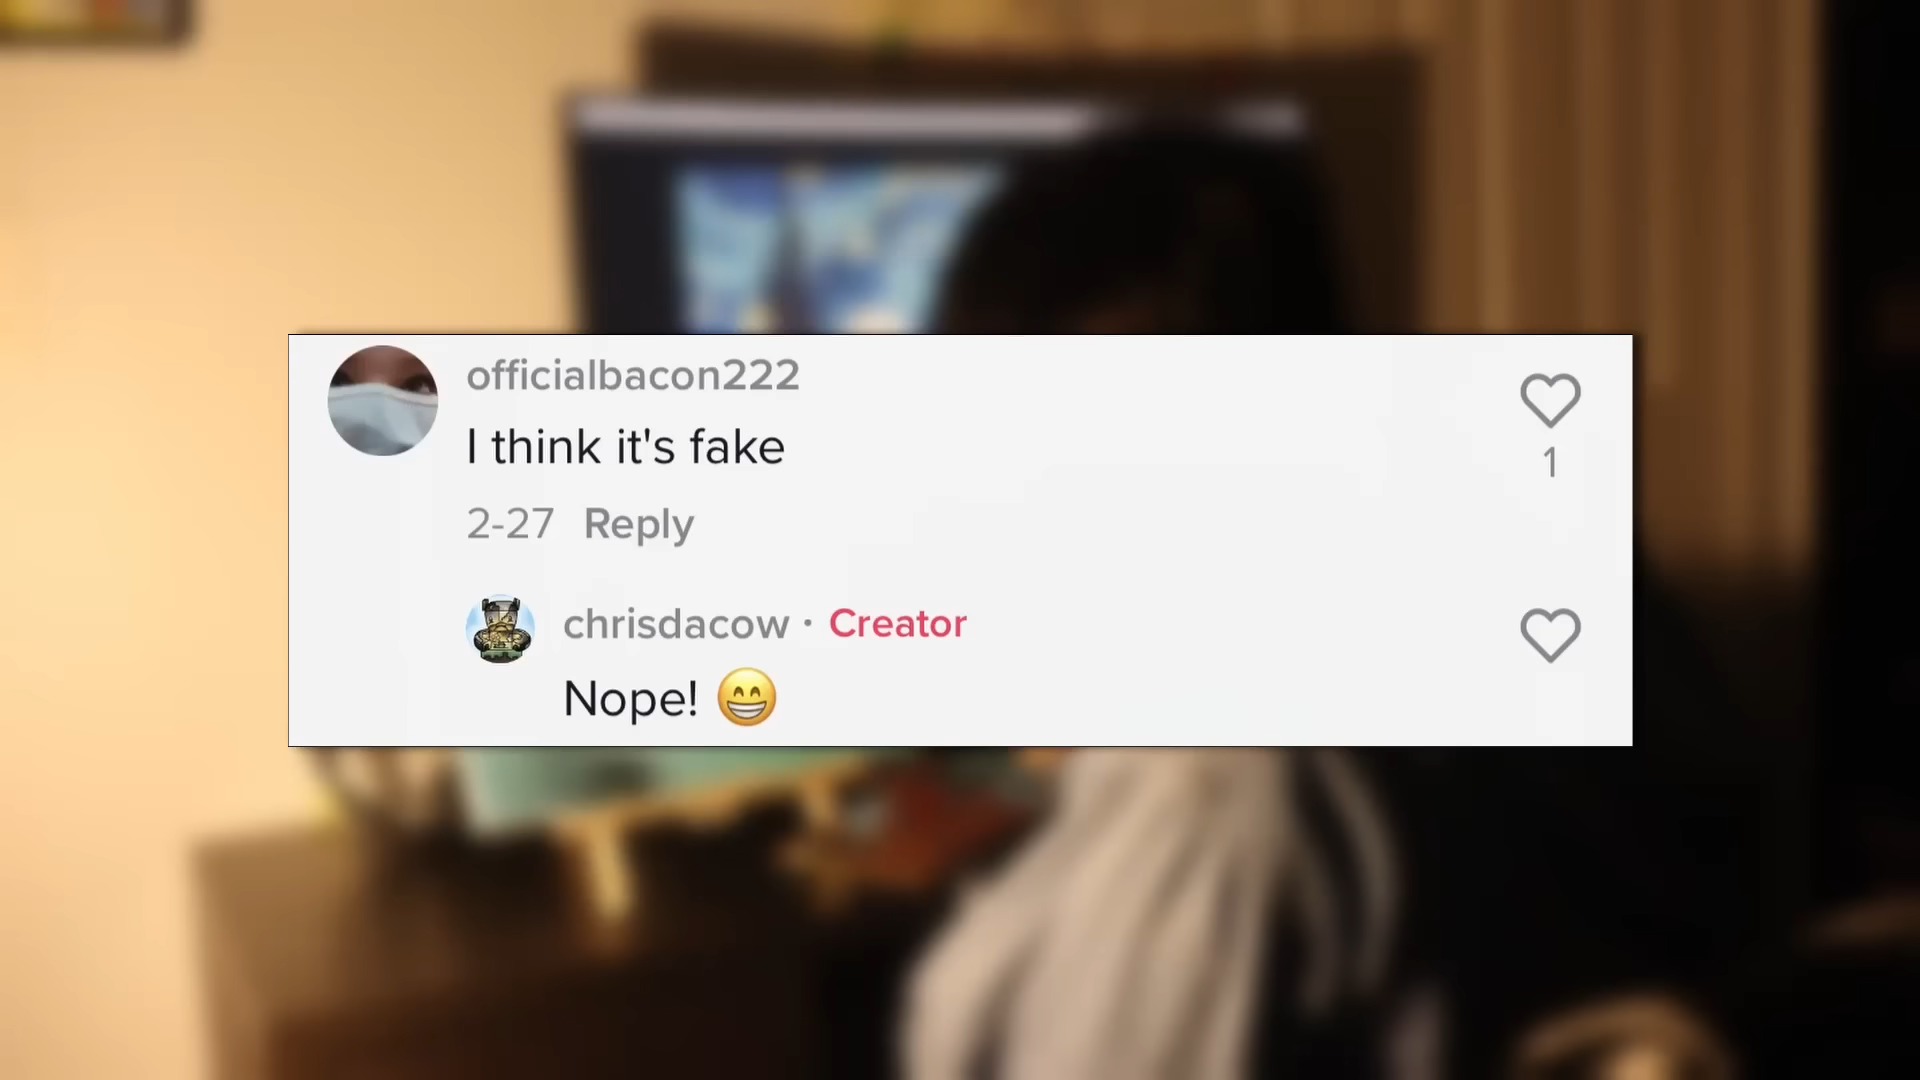 officialbacon222
I think it's fake
1
2-27 Reply
chrisdacow · Creator
Nope! 😁